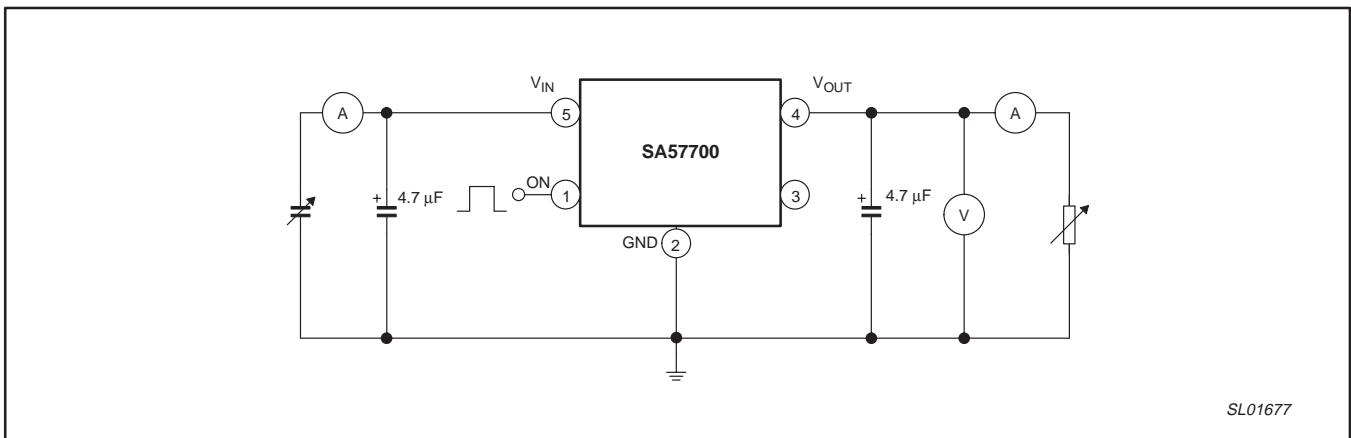 V_IN
V_OUT
A
5
4
A
SA57700
ON
1
3
+ 4.7 μF
+ 4.7 μF
V
GND
2
SL01677